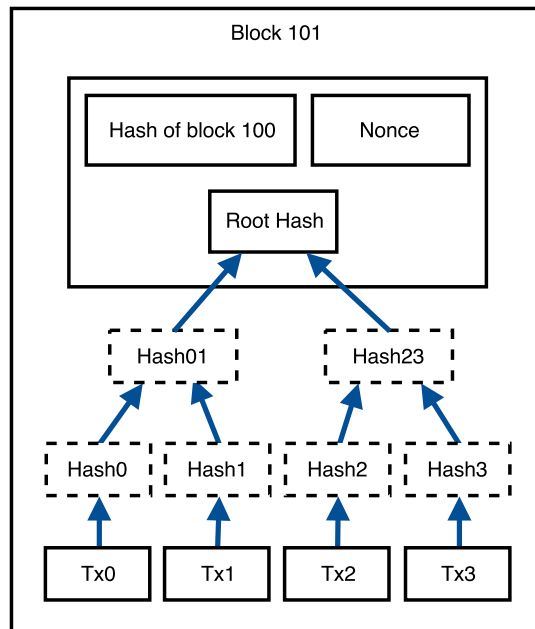 Block 101
Hash of block 100
Nonce
Root Hash
Hash01
Hash23
Hash0
Hash1
Hash2
Hash3
Tx0
Tx1
Tx2
Tx3